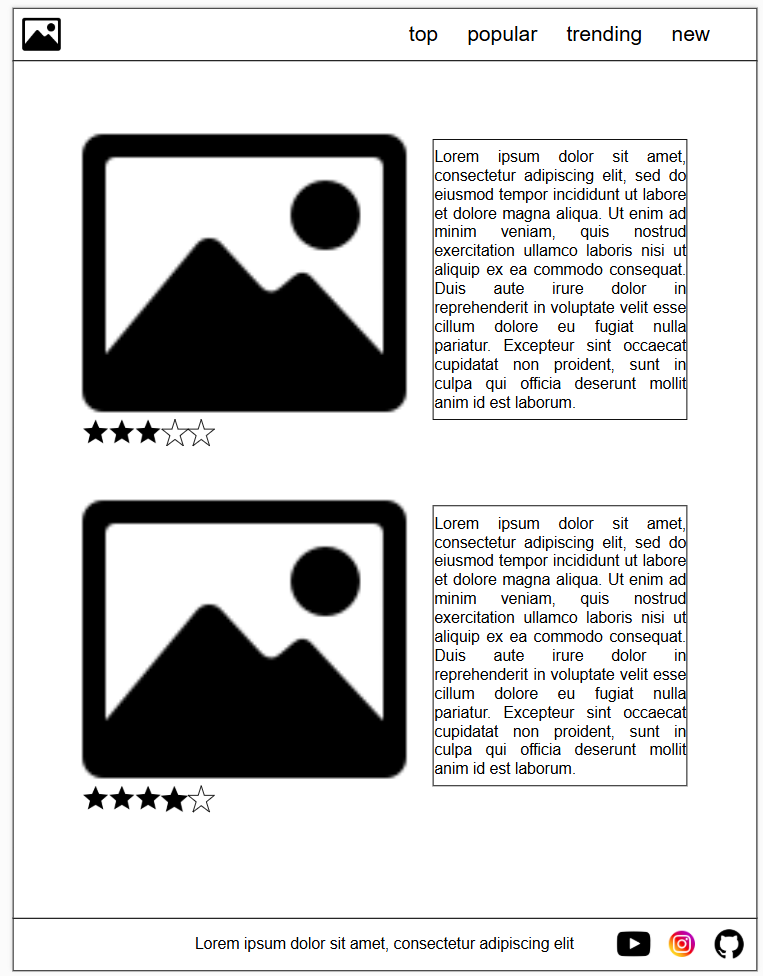 top popular trending new
Lorem ipsum dolor sit amet,
consectetur adipiscing elit, sed do
eiusmod tempor incididunt ut labore
et dolore magna aliqua. Ut enim ad
minim veniam, quis nostrud
exercitation ullamco laboris nisi ut
aliquip ex ea commodo consequat.
Duis aute irure dolor in
reprehenderit in voluptate velit esse
cillum dolore eu fugiat nulla
pariatur. Excepteur sint occaecat
cupidatat non proident, sunt in
culpa qui officia deserunt mollit
anim id est laborum.
Lorem ipsum dolor sit amet,
consectetur adipiscing elit, sed do
eiusmod tempor incididunt ut labore
et dolore magna aliqua. Ut enim ad
minim veniam, quis nostrud
exercitation ullamco laboris nisi ut
aliquip ex ea commodo consequat.
Duis aute irure dolor in
reprehenderit in voluptate velit esse
cillum dolore eu fugiat nulla
pariatur. Excepteur sint occaecat
cupidatat non proident, sunt in
culpa qui officia deserunt mollit
anim id est laborum.
Lorem ipsum dolor sit amet, consectetur adipiscing elit